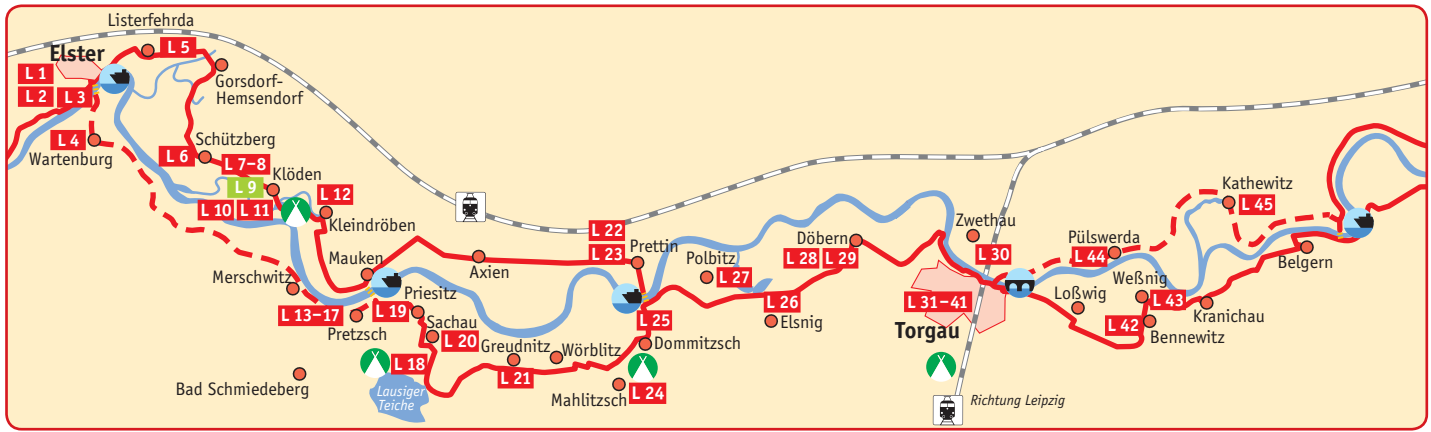 Listerfehrda
L 5
Elster
L 1
L 2
L 3
Gorsdorf-
Hemsendorf
L 4
Wartenburg
Schützberg
L 6
L 7–8
Klöden
L 9
L 10
L 11
L 12
Kleindröben
Mauken
Merschwitz
L 13–17
Pretzsch
Axien
Priesitz
L 19
Sachau
L 20
L 18
Lausiger
Teiche
Bad Schmiedeberg
Greudnitz
L 21
Wörblitz
L 22
L 23
Prettin
L 25
Dommitzsch
Mahlitzsch
L 24
Polbitz
L 27
L 26
Elsnig
Döbern
L 28
L 29
Zwethau
L 30
L 31–41
Torgau
Richtung Leipzig
Pülswerda
L 44
Kathewitz
L 45
Loßwig
Weßnig
L 43
L 42
Bennewitz
Kranichau
Belgern